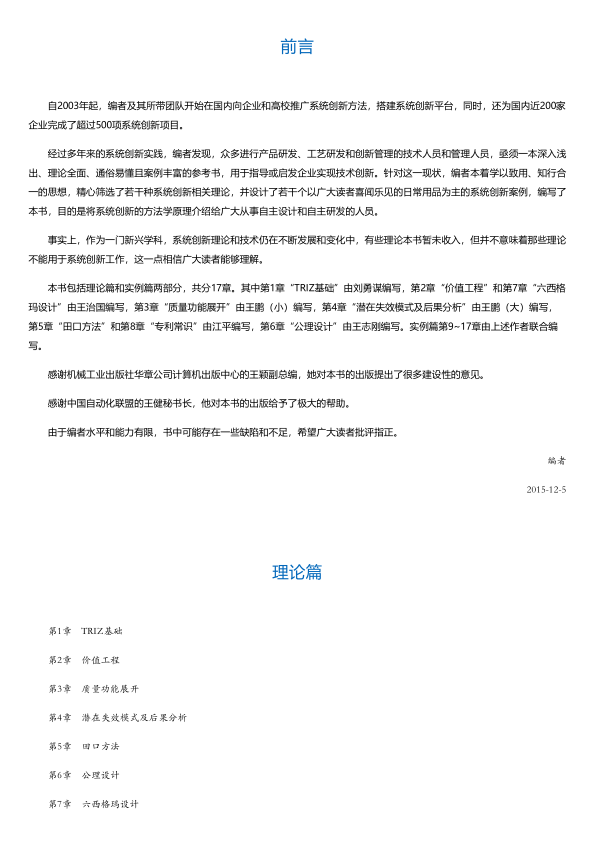 前言
自2003年起，编者及其所带团队开始在国内向企业和高校推广系统创新方法，搭建系统创新平台，同时，还为国内近200家
企业完成了超过500项系统创新项目。
经过多年来的系统创新实践，编者发现，众多进行产品研发、工艺研发和创新管理的技术人员和管理人员，亟须一本深入浅
出、理论全面、通俗易懂且案例丰富的参考书，用于指导或启发企业实现技术创新。针对这一现状，编者本着学以致用、知行合
一的思想，精心筛选了若干种系统创新相关理论，并设计了若干个以广大读者喜闻乐见的日常用品为主的系统创新案例，编写了
本书，目的是将系统创新的方法学原理介绍给广大从事自主设计和自主研发的人员。
事实上，作为一门新兴学科，系统创新理论和技术仍在不断发展和变化中，有些理论本书暂未收入，但并不意味着那些理论
不能用于系统创新工作，这一点相信广大读者能够理解。
本书包括理论篇和实例篇两部分，共分17章。其中第1章“TRIZ基础”由刘勇谋编写，第2章“价值工程”和第7章“六西格
玛设计”由王治国编写，第3章“质量功能展开”由王鹏（小）编写，第4章“潜在失效模式及后果分析”由王鹏（大）编写，
第5章“田口方法”和第8章“专利常识”由江平编写，第6章“公理设计”由王志刚编写。实例篇第9~17章由上述作者联合编
写。
感谢机械工业出版社华章公司计算机出版中心的王颖副总编，她对本书的出版提出了很多建设性的意见。
感谢中国自动化联盟的王健秘书长，他对本书的出版给予了极大的帮助。
由于编者水平和能力有限，书中可能存在一些缺陷和不足，希望广大读者批评指正。
编者
2015-12-5
理论篇
第1章 TRIZ基础
第2章 价值工程
第3章 质量功能展开
第4章 潜在失效模式及后果分析
第5章 田口方法
第6章 公理设计
第7章 六西格玛设计